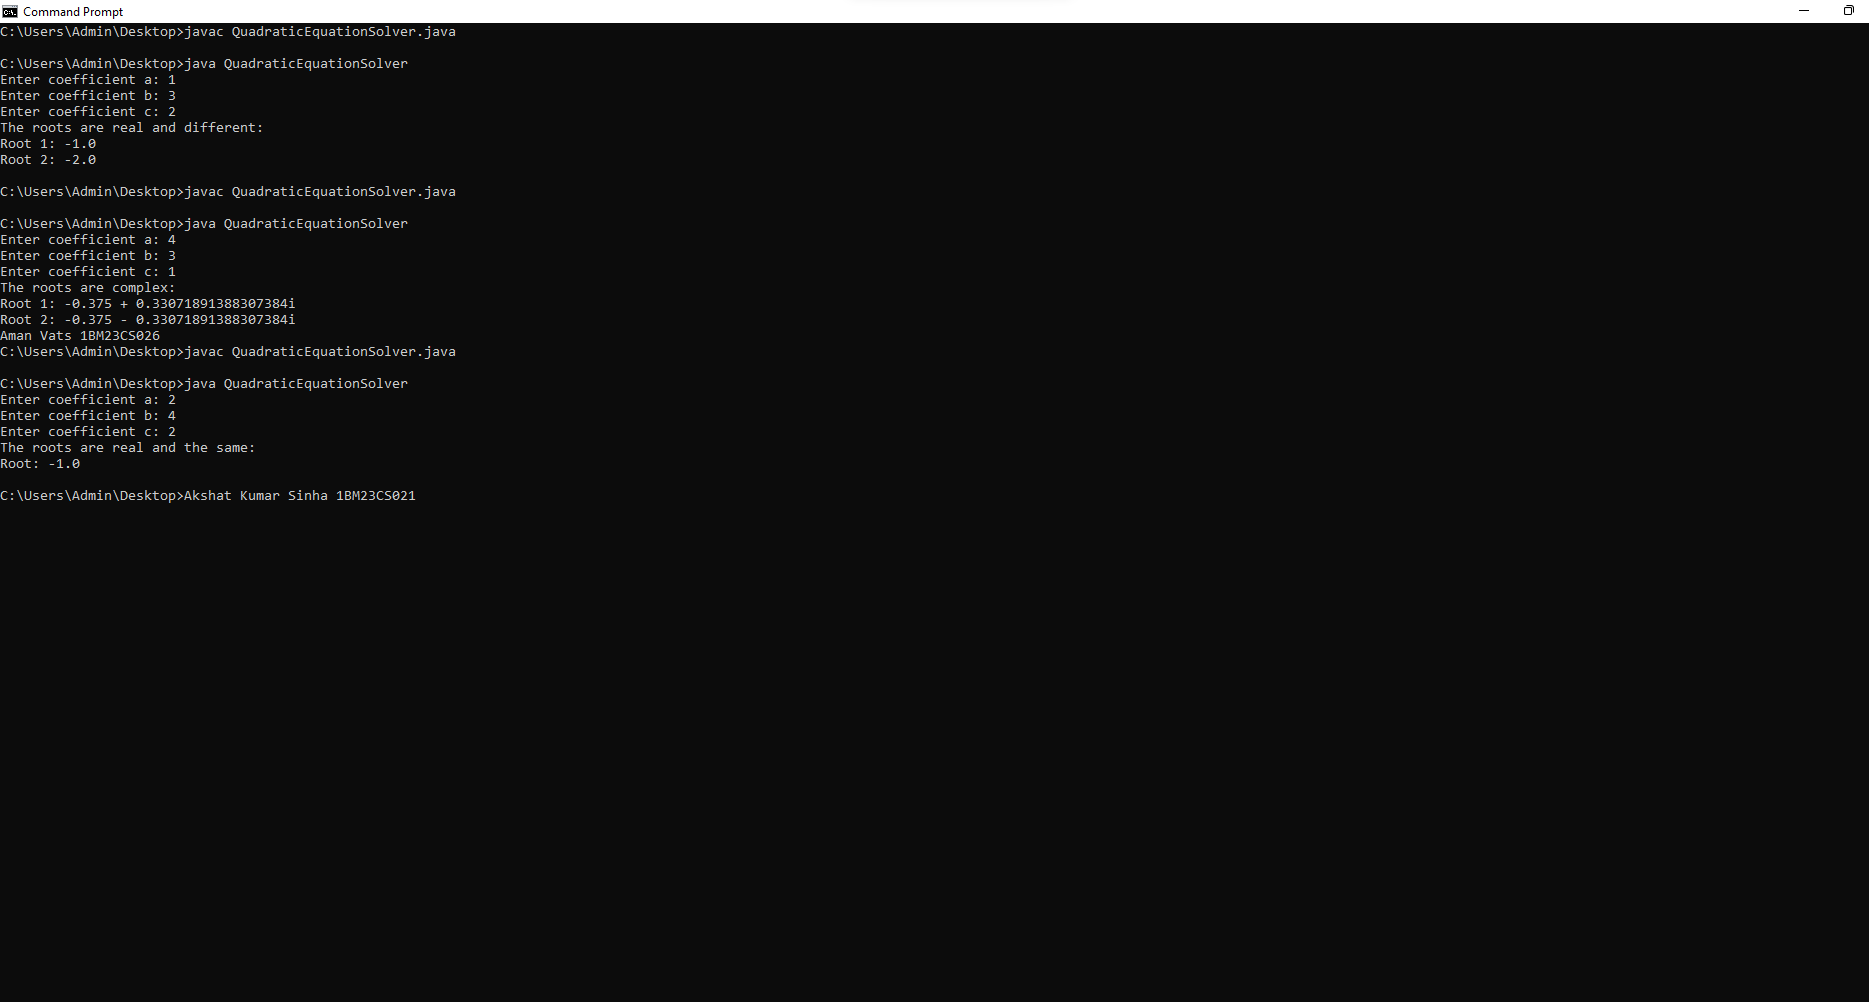 Command Prompt
C:\Users\Admin\Desktop>javac QuadraticEquationSolver.java
C:\Users\Admin\Desktop>java QuadraticEquationSolver
Enter coefficient a: 1
Enter coefficient b: 3
Enter coefficient c: 2
The roots are real and different:
Root 1: -1.0
Root 2: -2.0
C:\Users\Admin\Desktop>javac QuadraticEquationSolver.java
C:\Users\Admin\Desktop>java QuadraticEquationSolver
Enter coefficient a: 4
Enter coefficient b: 3
Enter coefficient c: 1
The roots are complex:
Root 1: -0.375 + 0.33071891388307384i
Root 2: -0.375 - 0.33071891388307384i
Aman Vats 1BM23CS026
C:\Users\Admin\Desktop>javac QuadraticEquationSolver.java
C:\Users\Admin\Desktop>java QuadraticEquationSolver
Enter coefficient a: 2
Enter coefficient b: 4
Enter coefficient c: 2
The roots are real and the same:
Root: -1.0
C:\Users\Admin\Desktop>Akshat Kumar Sinha 1BM23CS021